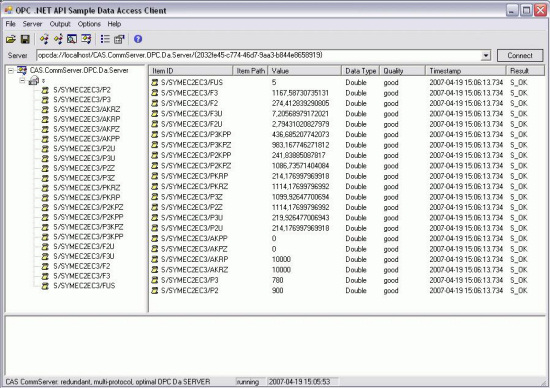 OPC .NET API Sample Data Access Client
File Server Output Options Help
Server opcda://localhost/CAS.CommServer.OPC.Da.Server/{2032fe45-c774-46d7-9aa3-b844e8658919} Connect
CAS.CommServer.OPC.Da.Server
s
S/SYMEC2EC3/P2
S/SYMEC2EC3/P3
S/SYMEC2EC3/AKRZ
S/SYMEC2EC3/AKRP
S/SYMEC2EC3/AKPZ
S/SYMEC2EC3/AKPP
S/SYMEC2EC3/P2U
S/SYMEC2EC3/P3U
S/SYMEC2EC3/P2Z
S/SYMEC2EC3/P3Z
S/SYMEC2EC3/PKRZ
S/SYMEC2EC3/PKRP
S/SYMEC2EC3/P2KPZ
S/SYMEC2EC3/P2KPP
S/SYMEC2EC3/P3KPZ
S/SYMEC2EC3/P3KPP
S/SYMEC2EC3/F2U
S/SYMEC2EC3/F3U
S/SYMEC2EC3/F2
S/SYMEC2EC3/F3
S/SYMEC2EC3/FUS
Item ID Item Path Value Data Type Quality Timestamp Result
S/SYMEC2EC3/FUS 5 Double good 2007-04-19 15:06:13.734 S_OK
S/SYMEC2EC3/F3 1167,58730735131 Double good 2007-04-19 15:06:13.734 S_OK
S/SYMEC2EC3/F2 274,412839290805 Double good 2007-04-19 15:06:13.734 S_OK
S/SYMEC2EC3/F3U 7,20568979172021 Double good 2007-04-19 15:06:13.734 S_OK
S/SYMEC2EC3/F2U 2,79431020827979 Double good 2007-04-19 15:06:13.734 S_OK
S/SYMEC2EC3/P3KPP 436,685207742073 Double good 2007-04-19 15:06:13.734 S_OK
S/SYMEC2EC3/P3KPZ 983,167746271812 Double good 2007-04-19 15:06:13.734 S_OK
S/SYMEC2EC3/P2KPP 241,83885087817 Double good 2007-04-19 15:06:13.734 S_OK
S/SYMEC2EC3/P2KPZ 1086,73571404084 Double good 2007-04-19 15:06:13.734 S_OK
S/SYMEC2EC3/PKRP 214,176997969918 Double good 2007-04-19 15:06:13.734 S_OK
S/SYMEC2EC3/PKRZ 1114,17699796992 Double good 2007-04-19 15:06:13.734 S_OK
S/SYMEC2EC3/P3Z 1099,92647700694 Double good 2007-04-19 15:06:13.734 S_OK
S/SYMEC2EC3/P2Z 1114,17699796992 Double good 2007-04-19 15:06:13.734 S_OK
S/SYMEC2EC3/P3U 219,926477006943 Double good 2007-04-19 15:06:13.734 S_OK
S/SYMEC2EC3/P2U 214,176997969918 Double good 2007-04-19 15:06:13.734 S_OK
S/SYMEC2EC3/AKPP 0 Double good 2007-04-19 15:06:13.734 S_OK
S/SYMEC2EC3/AKPZ 0 Double good 2007-04-19 15:06:13.734 S_OK
S/SYMEC2EC3/AKRP 10000 Double good 2007-04-19 15:06:13.734 S_OK
S/SYMEC2EC3/AKRZ 10000 Double good 2007-04-19 15:06:13.734 S_OK
S/SYMEC2EC3/P3 780 Double good 2007-04-19 15:06:13.734 S_OK
S/SYMEC2EC3/P2 900 Double good 2007-04-19 15:06:13.734 S_OK
CAS CommServer: redundant, multi-protocol, optimal OPC Da SERVER running 2007-04-19 15:05:53